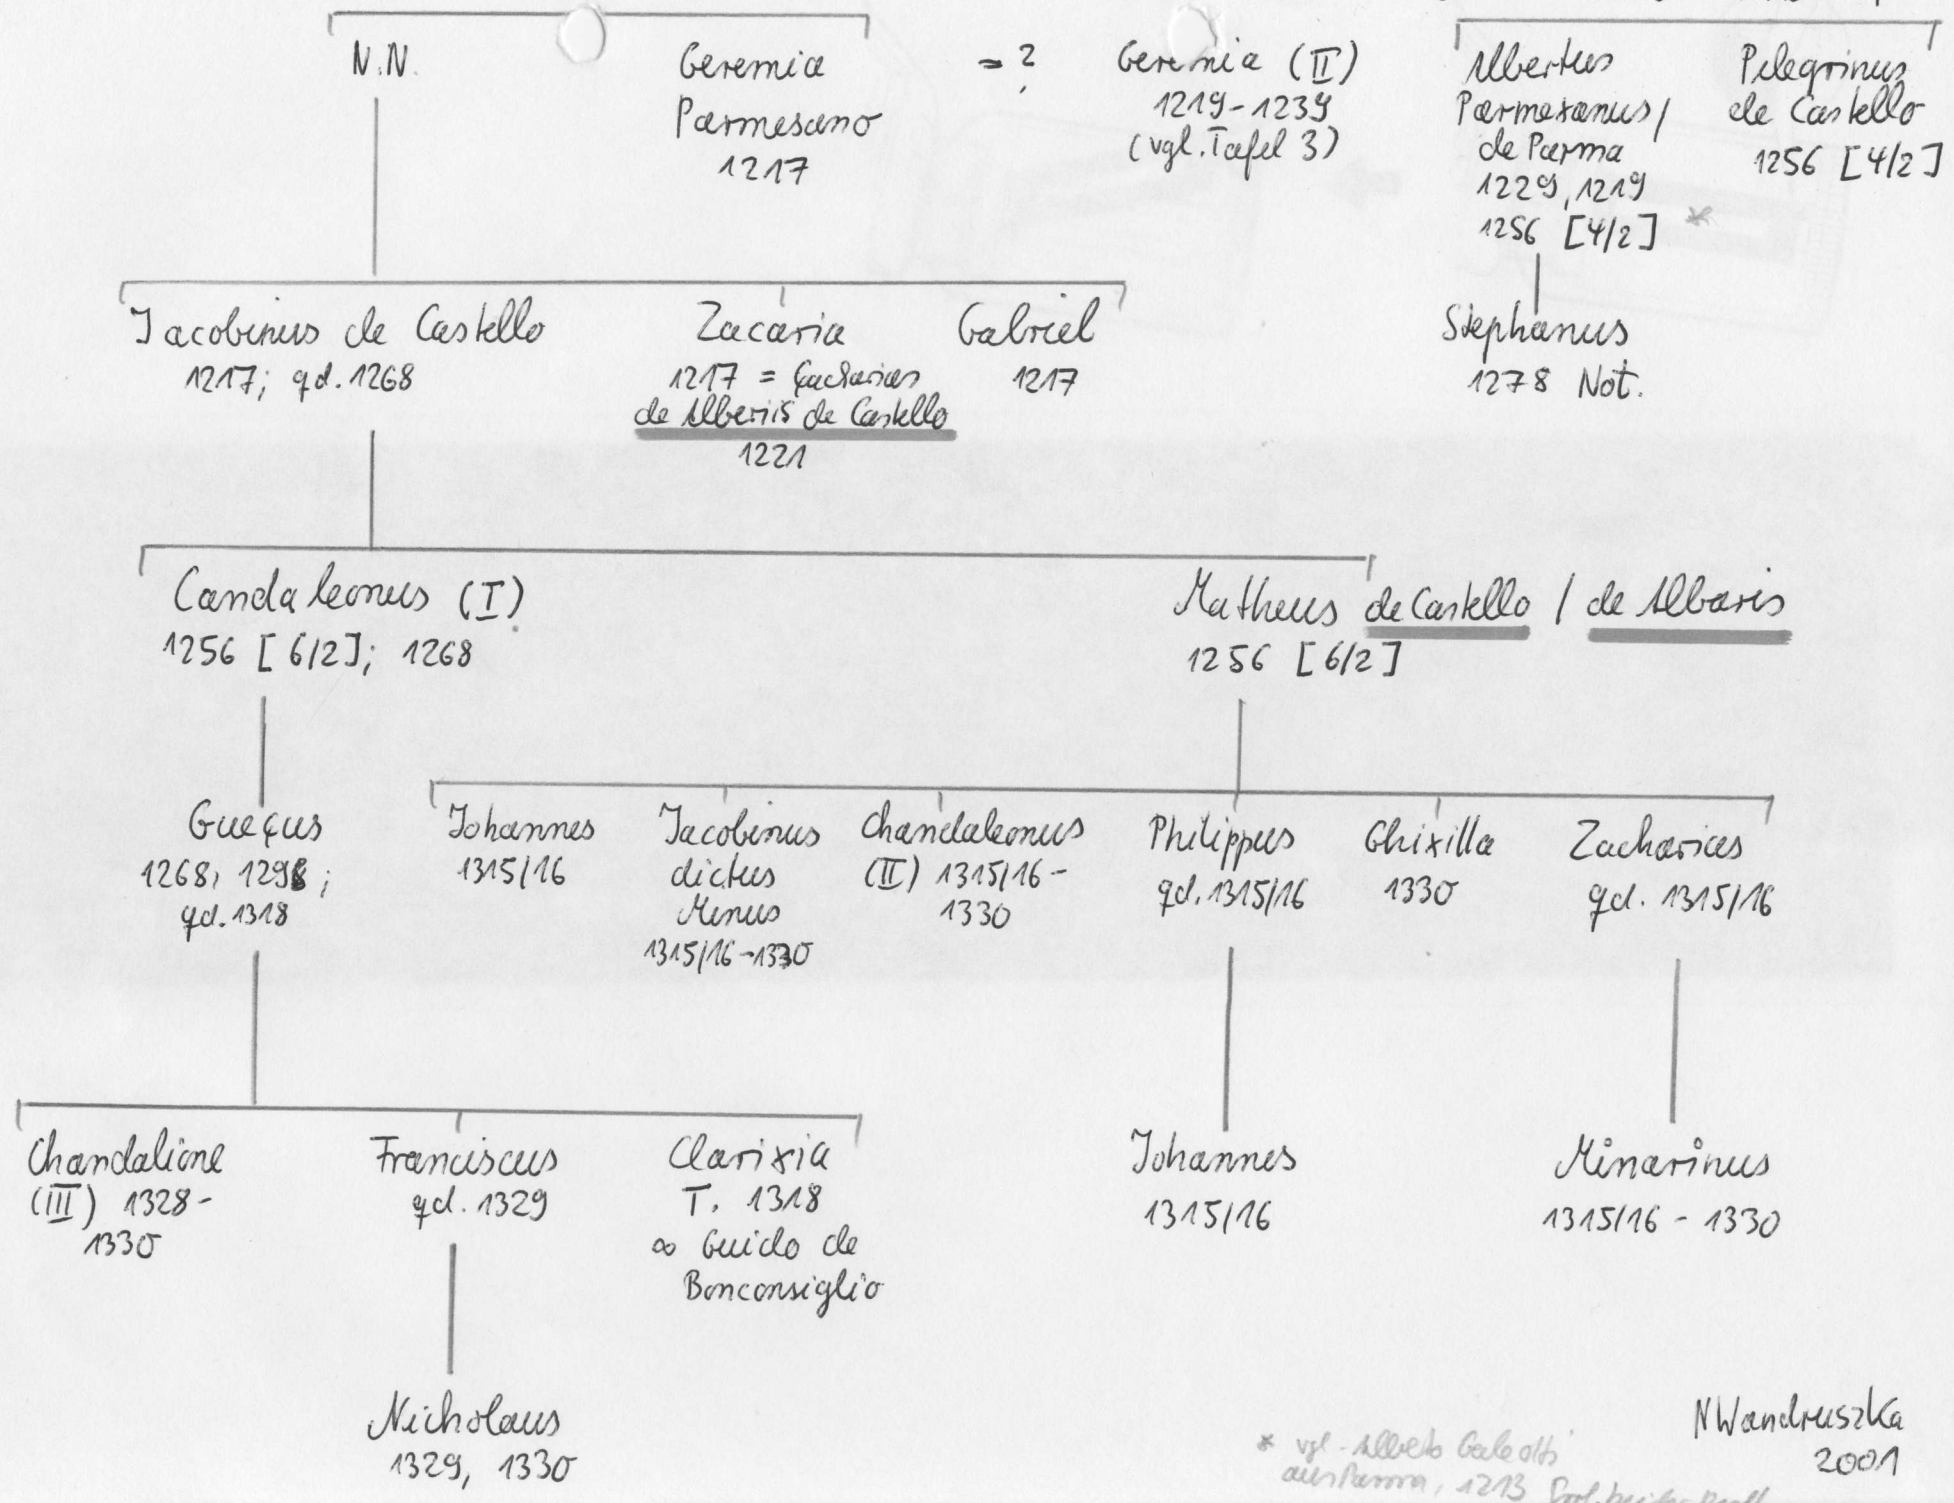 N.N.
Geremia
Parmesano
1217
= ?
Geremia (II)
1219-1239
(vgl. Tafel 3)
Albertus
Parmexanus/
de Parma
1229, 1219
1256 [4/2] *
Pelegrinus
de Castello
1256 [4/2]
Jacobinus de Castello
1217; qd. 1268
Zacaria
1217 = Çacharias
de Alberiis de Castello
1221
Gabriel
1217
Stephanus
1278 Not.
Candaleonus (I)
1256 [6/2]; 1268
Matheus de Castello / de Albaris
1256 [6/2]
Gueçus
1268, 1298;
qd. 1318
Johannes
1315/16
Jacobinus
dictus
Minus
1315/16-1330
Chandaleonus
(II) 1315/16-
1330
Philippus
qd. 1315/16
Ghixilla
1330
Zacharias
qd. 1315/16
Chandalione
(III) 1328-
1330
Franciscus
qd. 1329
Clarixia
T. 1318
∞ Guido de
Bonconsiglio
Johannes
1315/16
Minarinus
1315/16 - 1330
Nicholaus
1329, 1330
NWandruszka
2001
* vgl. Alberto Galeotti
aus Parma, 1213